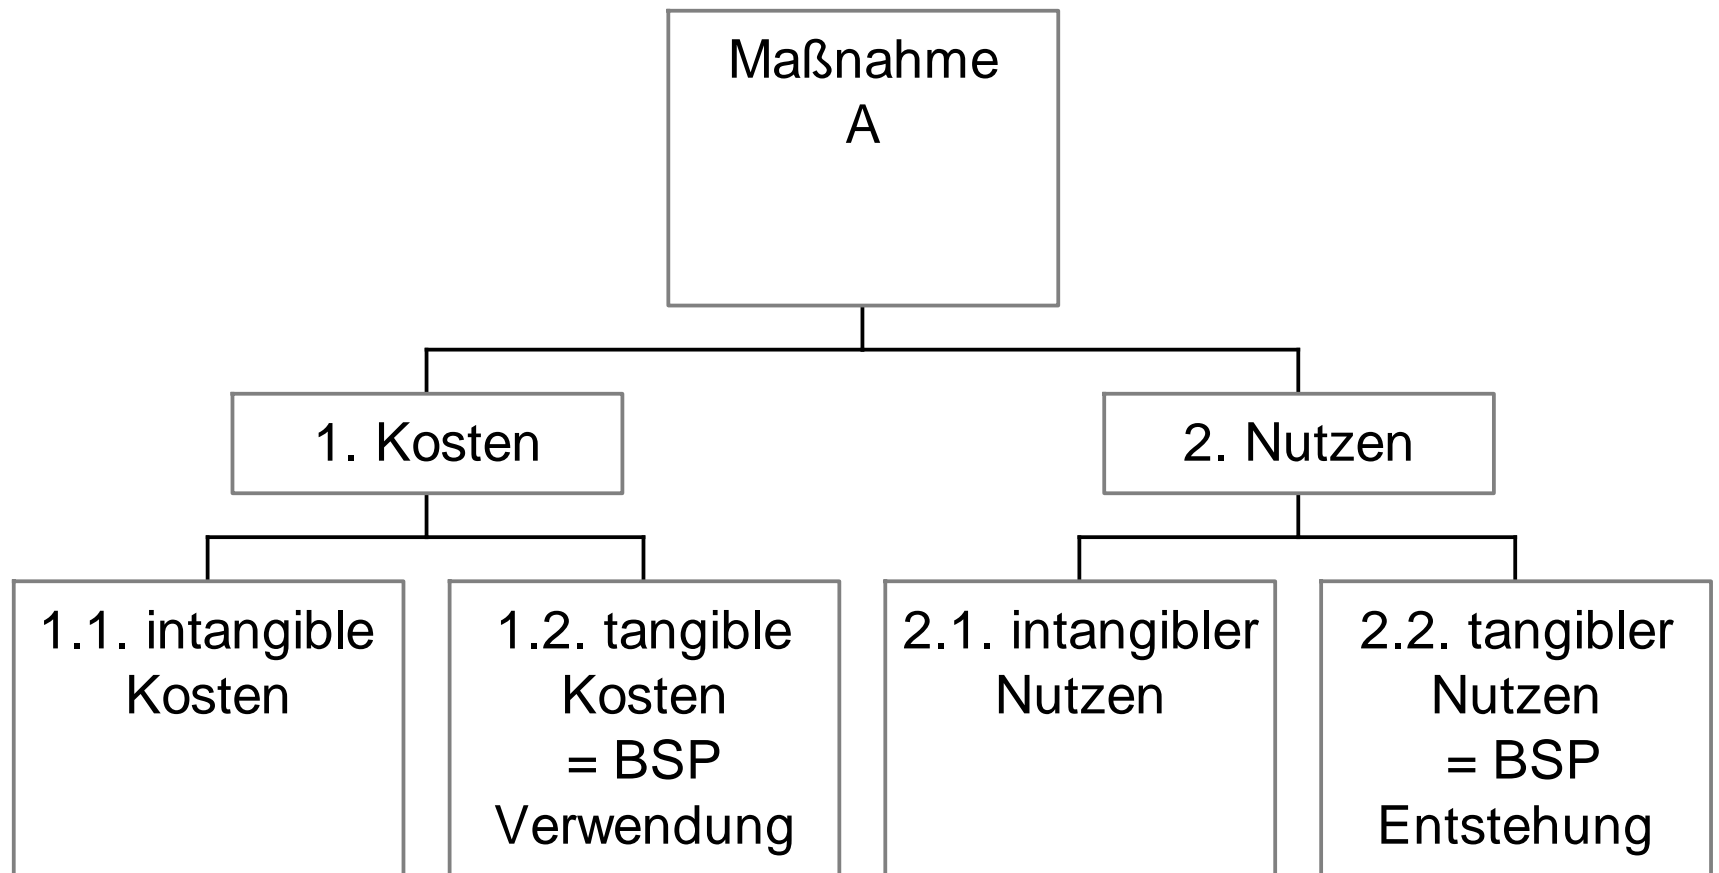 Maßnahme
A
1. Kosten
2. Nutzen
1.1. intangible
Kosten
1.2. tangible
Kosten
= BSP
Verwendung
2.1. intangibler
Nutzen
2.2. tangibler
Nutzen
= BSP
Entstehung